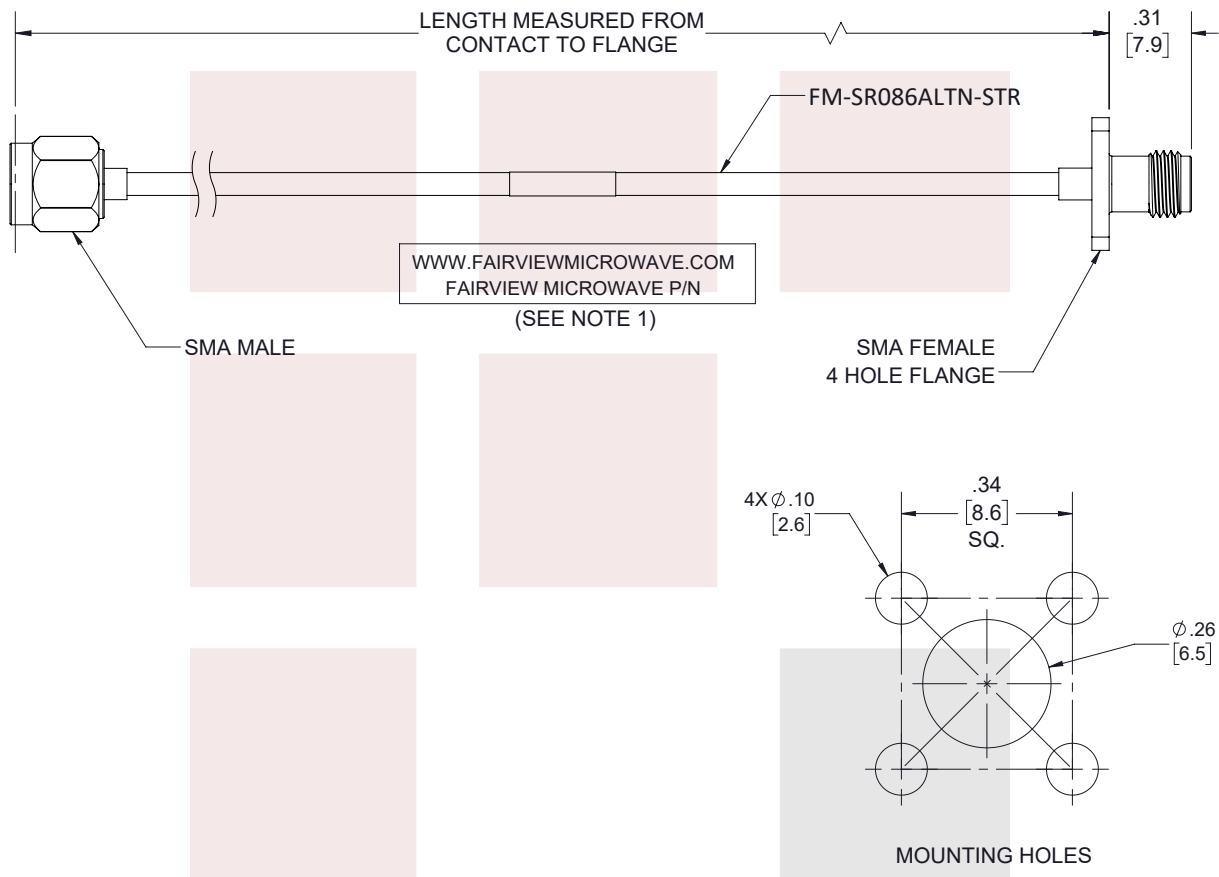 LENGTH MEASURED FROM
CONTACT TO FLANGE
.31
[7.9]
FM-SR086ALTN-STR
WWW.FAIRVIEWMICROWAVE.COM
FAIRVIEW MICROWAVE P/N
(SEE NOTE 1)
SMA MALE
SMA FEMALE
4 HOLE FLANGE
4X Ø.10
[2.6]
.34
[8.6]
SQ.
Ø.26
[6.5]
MOUNTING HOLES